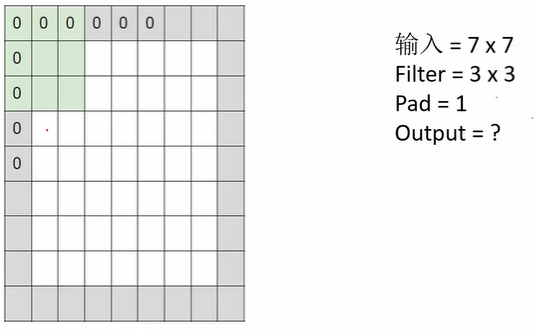 0 0 0 0 0 0
0
0
0
0
输入 = 7 x 7
Filter = 3 x 3
Pad = 1
Output = ?